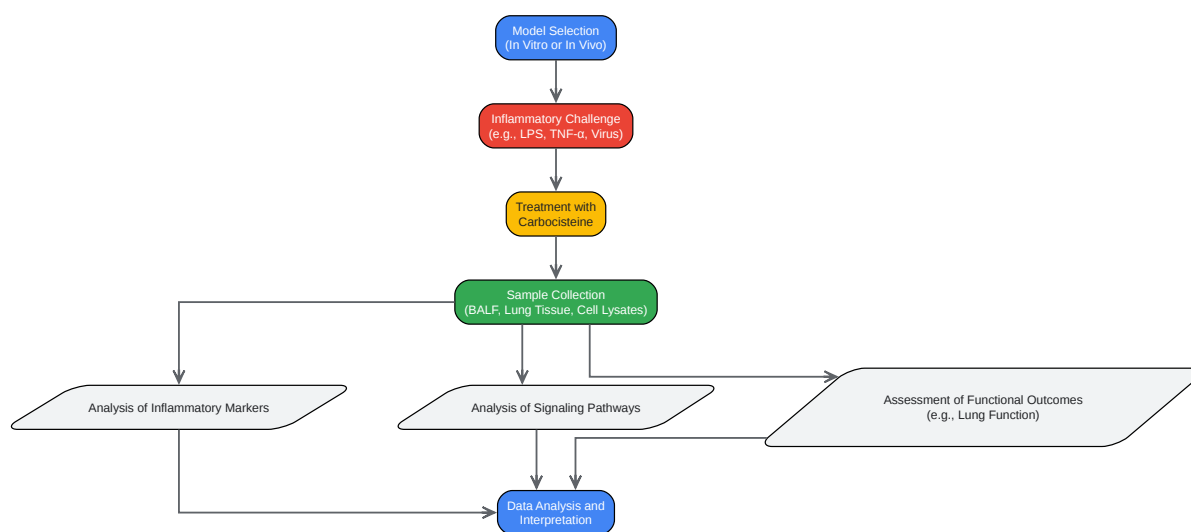 Model Selection
(In Vitro or In Vivo)
Inflammatory Challenge
(e.g., LPS, TNF-α, Virus)
Treatment with
Carbocisteine
Sample Collection
(BALF, Lung Tissue, Cell Lysates)
Analysis of Inflammatory Markers
Analysis of Signaling Pathways
Assessment of Functional Outcomes
(e.g., Lung Function)
Data Analysis and
Interpretation